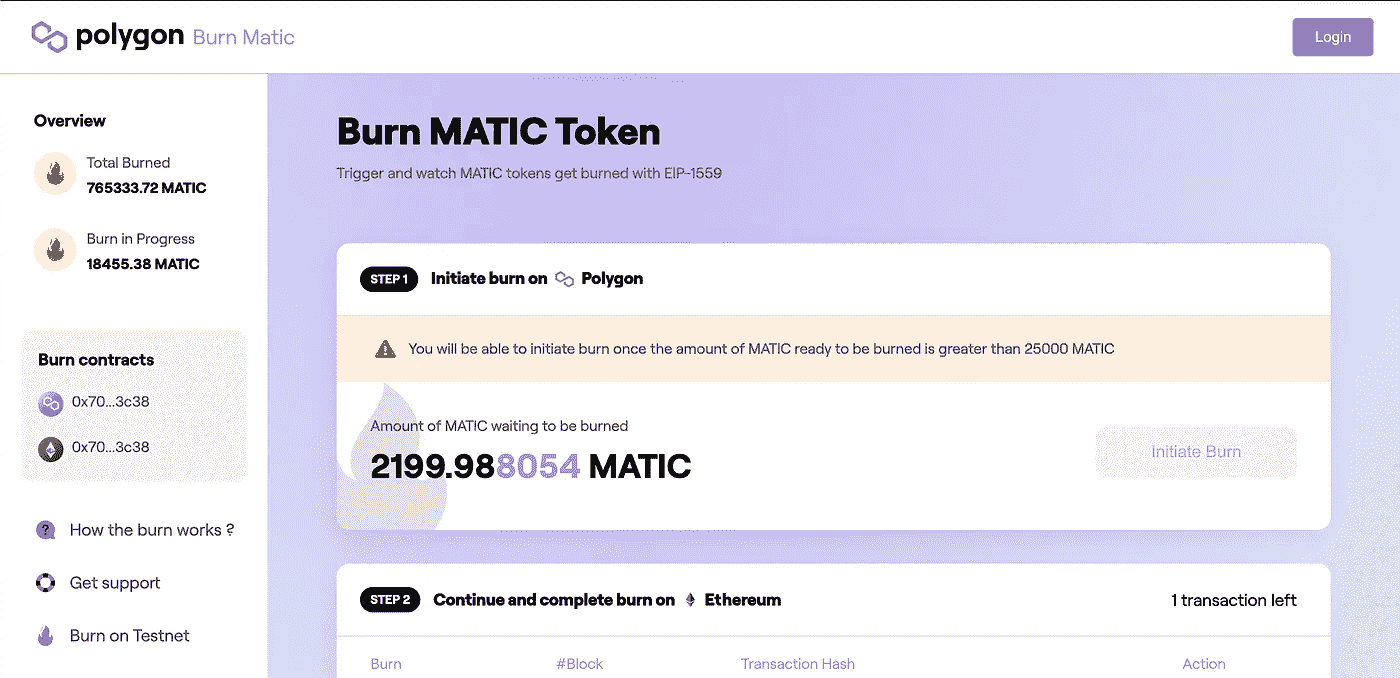 polygon Burn Matic
Login
Overview
Total Burned
765333.72 MATIC
Burn in Progress
18455.38 MATIC
Burn contracts
0x70...3c38
0x70...3c38
How the burn works ?
Get support
Burn on Testnet
Burn MATIC Token
Trigger and watch MATIC tokens get burned with EIP-1559
STEP 1 Initiate burn on Polygon
You will be able to initiate burn once the amount of MATIC ready to be burned is greater than 25000 MATIC
Amount of MATIC waiting to be burned
2199.988054 MATIC
Initiate Burn
STEP 2 Continue and complete burn on Ethereum
1 transaction left
Burn #Block Transaction Hash Action